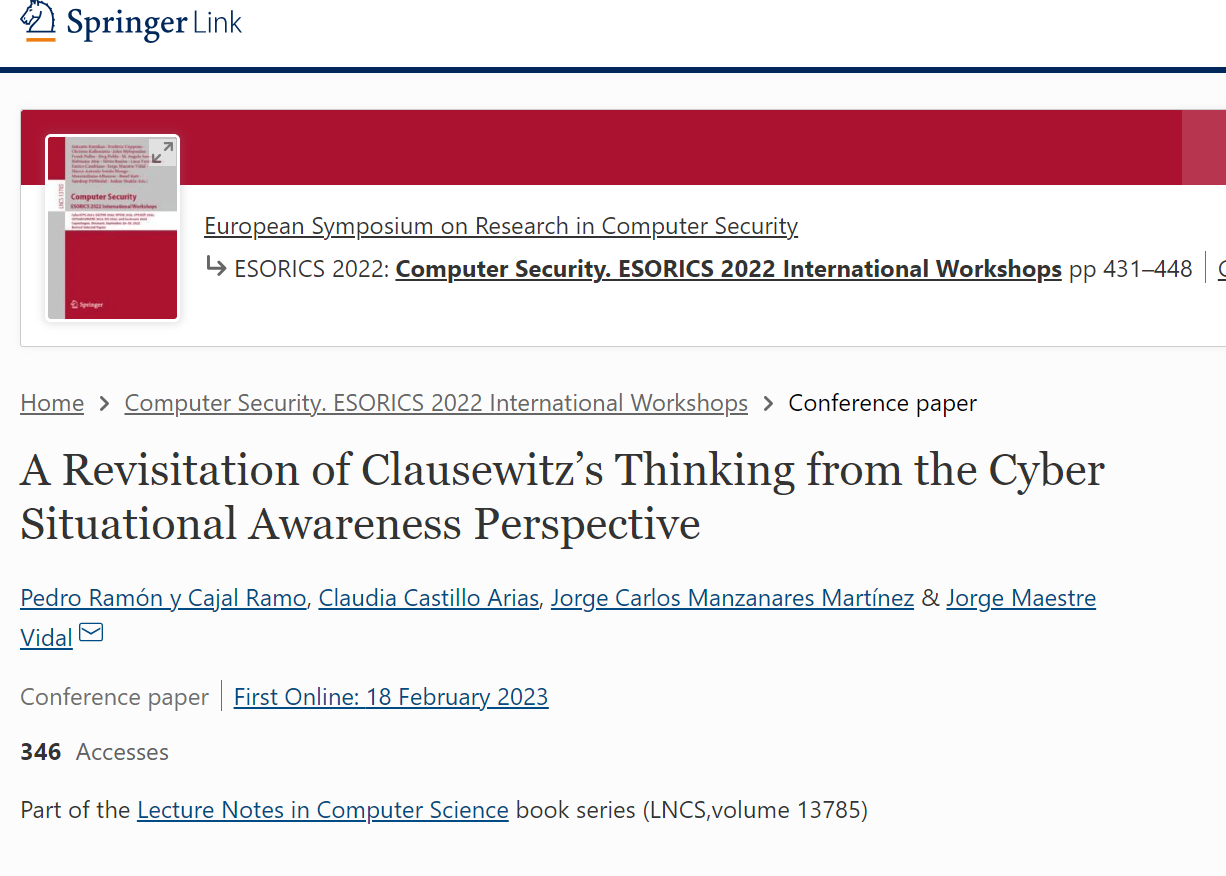 Springer Link
Computer Security
ESORICS 2022 International Workshops
LNCS 13785
Springer
European Symposium on Research in Computer Security
ESORICS 2022: Computer Security. ESORICS 2022 International Workshops pp 431–448
Home > Computer Security. ESORICS 2022 International Workshops > Conference paper
A Revisitation of Clausewitz’s Thinking from the Cyber
Situational Awareness Perspective
Pedro Ramón y Cajal Ramo, Claudia Castillo Arias, Jorge Carlos Manzanares Martínez & Jorge Maestre
Vidal
Conference paper | First Online: 18 February 2023
346 Accesses
Part of the Lecture Notes in Computer Science book series (LNCS,volume 13785)